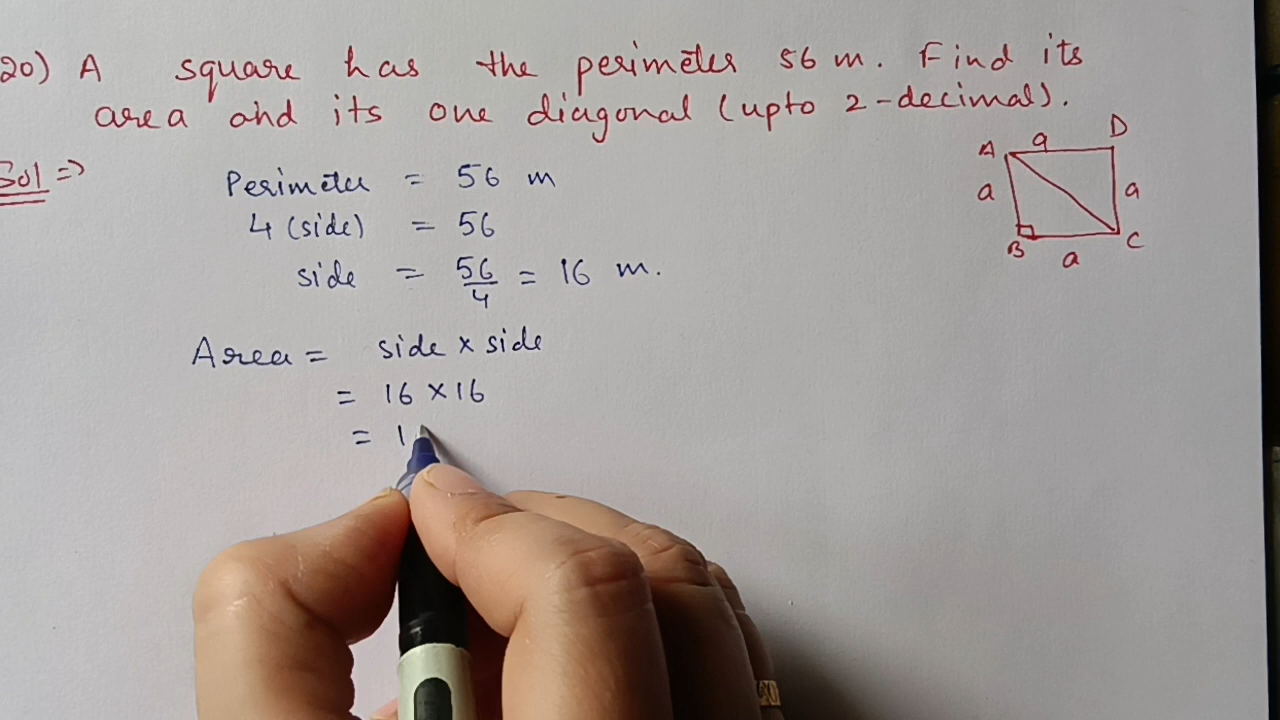 20) A square has the perimeter 56 m. Find its
area and its one diagonal (upto 2-decimal).
Sol =>
Perimeter = 56 m
4 (side) = 56
side = 56/4 = 16 m.
Area = side × side
= 16 × 16
= 1
A a D
a a
B a C